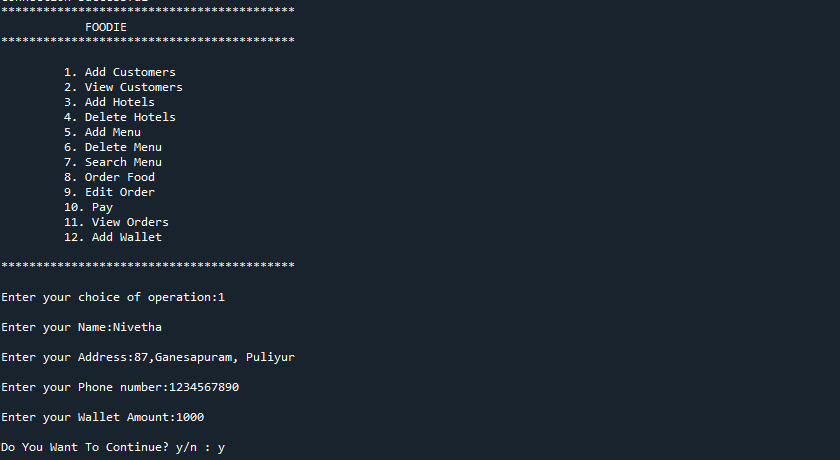 ******************************************
FOODIE
******************************************
1. Add Customers
2. View Customers
3. Add Hotels
4. Delete Hotels
5. Add Menu
6. Delete Menu
7. Search Menu
8. Order Food
9. Edit Order
10. Pay
11. View Orders
12. Add Wallet
******************************************
Enter your choice of operation:1
Enter your Name:Nivetha
Enter your Address:87,Ganesapuram, Puliyur
Enter your Phone number:1234567890
Enter your Wallet Amount:1000
Do You Want To Continue? y/n : y